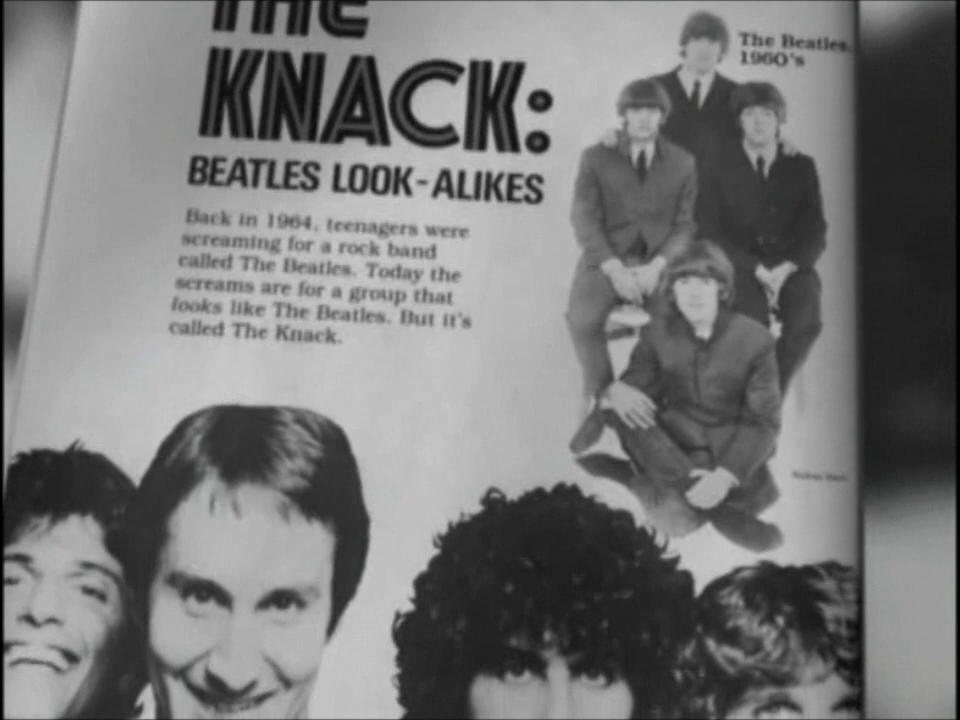 THE
KNACK:
BEATLES LOOK-ALIKES
Back in 1964, teenagers were
screaming for a rock band
called The Beatles. Today the
screams are for a group that
looks like The Beatles. But it's
called The Knack.
The Beatles,
1960's